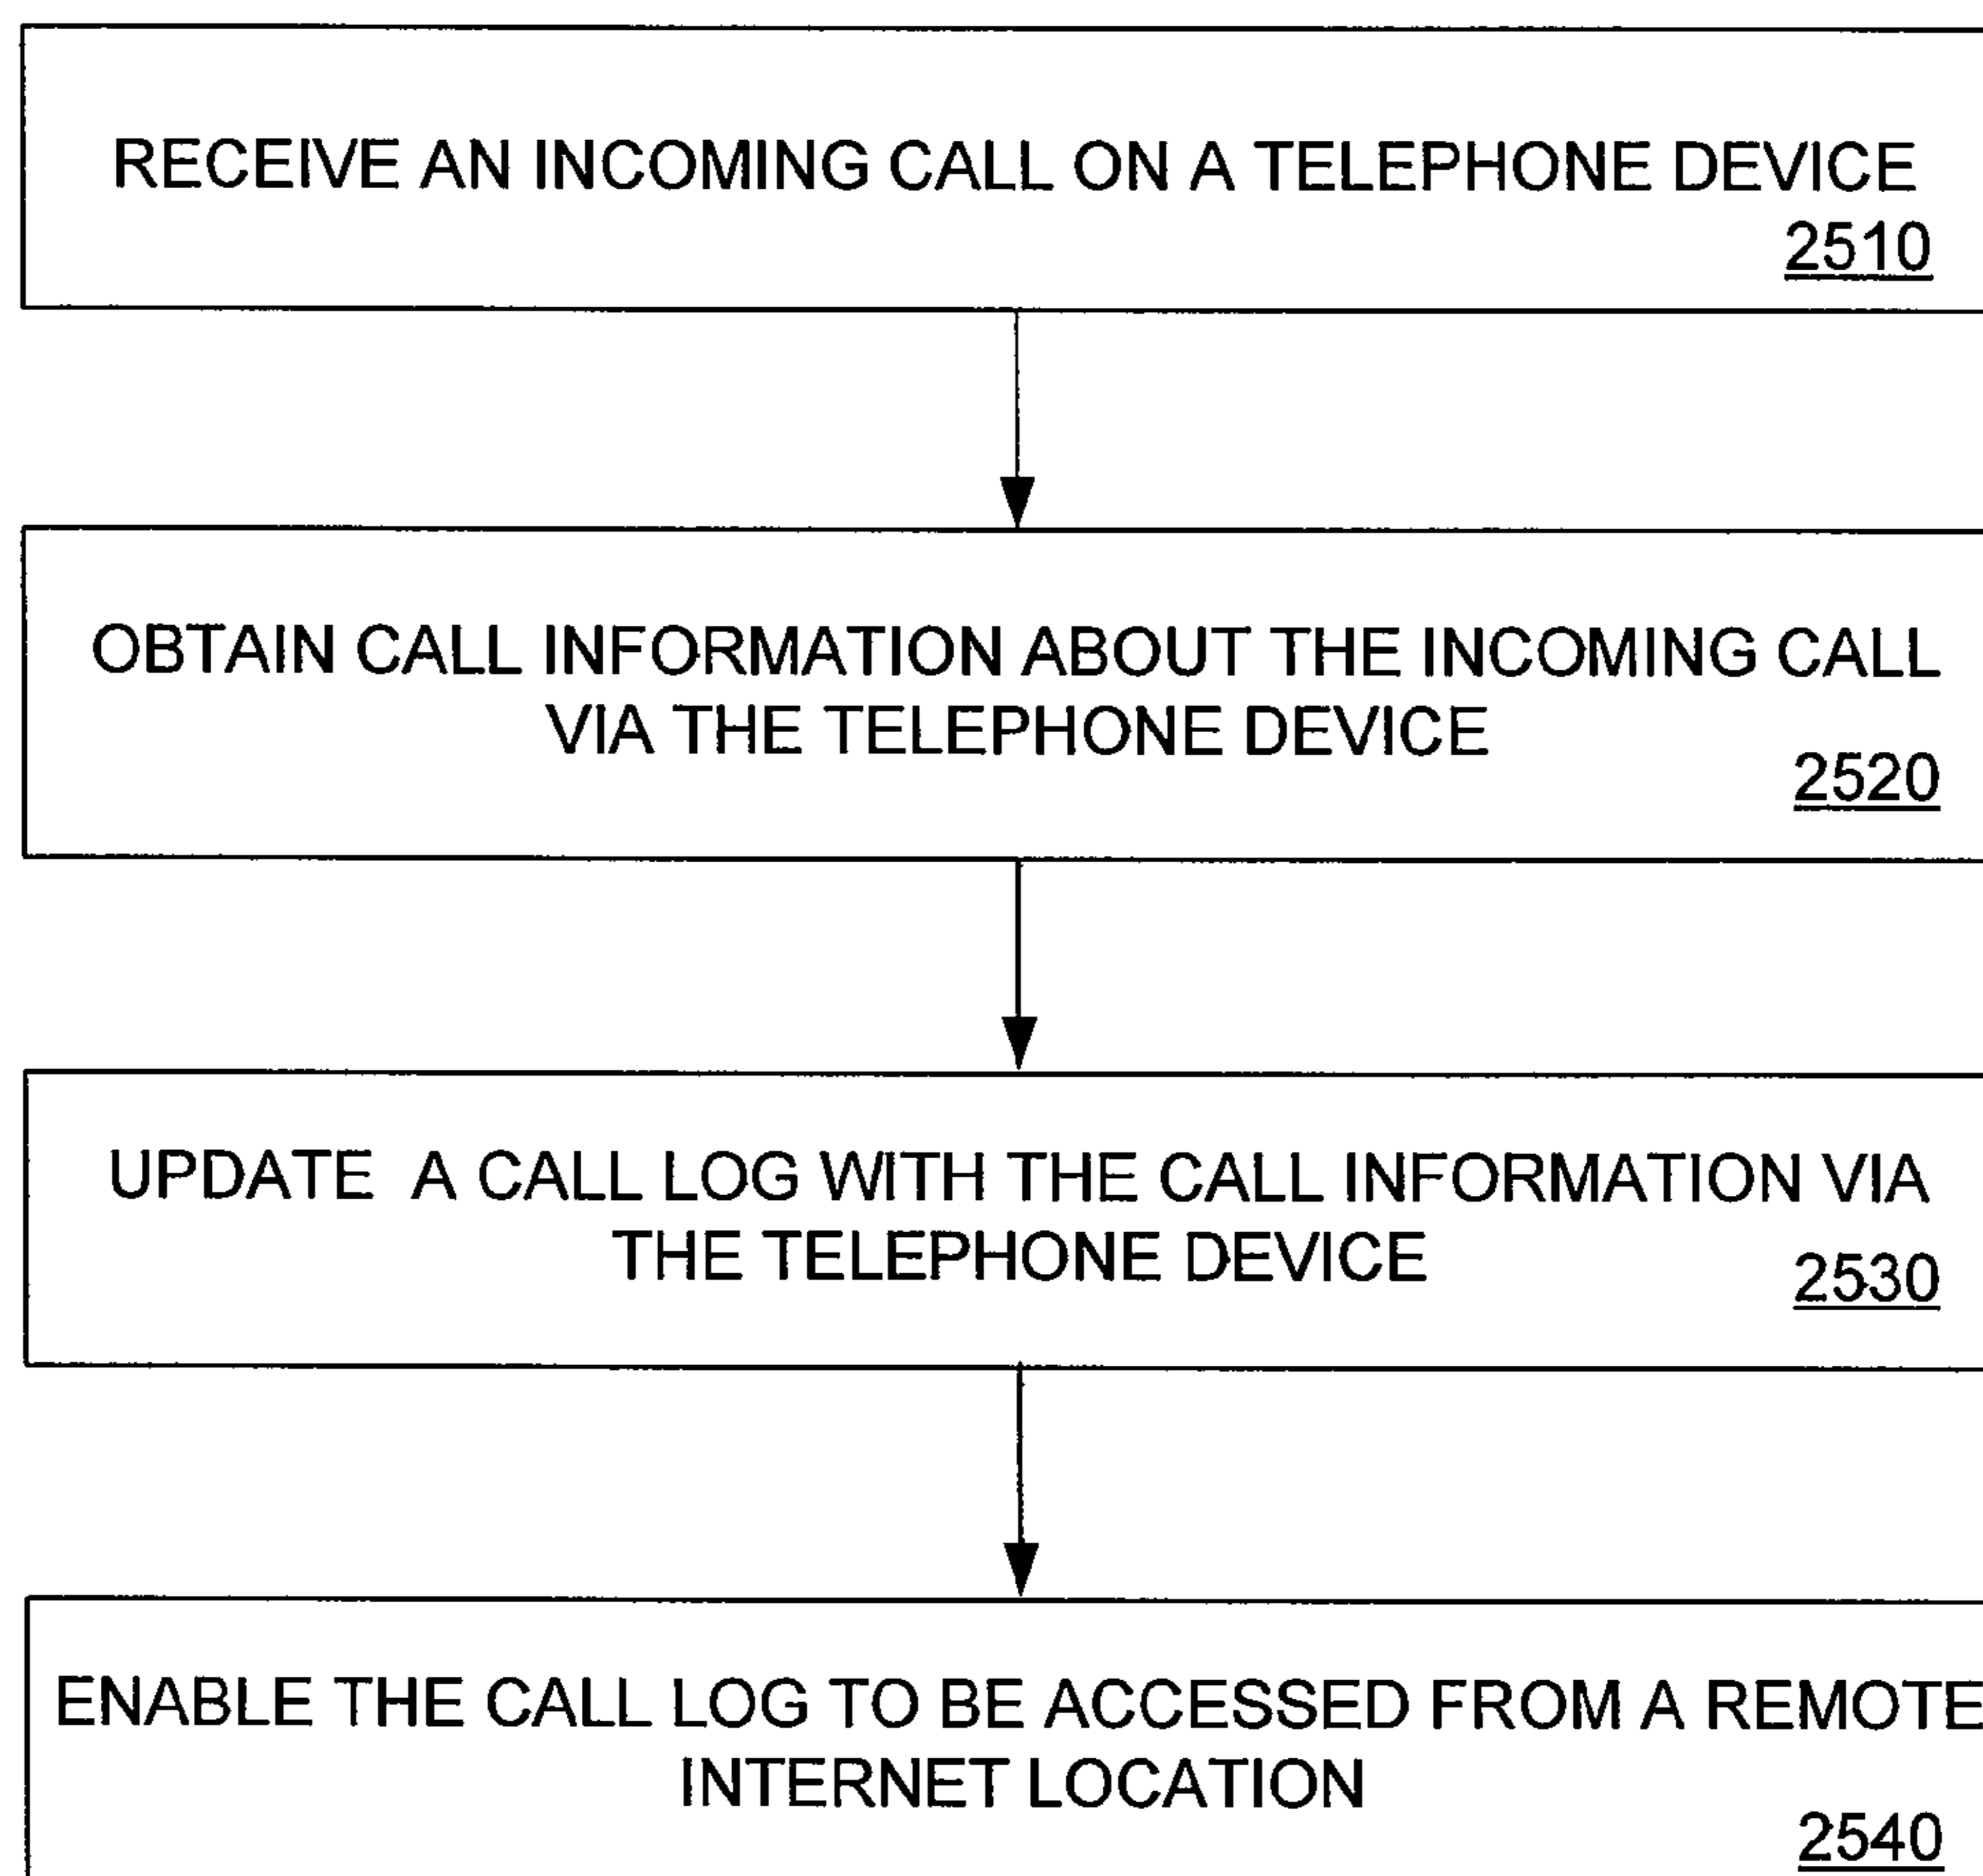 RECEIVE AN INCOMING CALL ON A TELEPHONE DEVICE
2510
OBTAIN CALL INFORMATION ABOUT THE INCOMING CALL
VIA THE TELEPHONE DEVICE
2520
UPDATE A CALL LOG WITH THE CALL INFORMATION VIA
THE TELEPHONE DEVICE
2530
ENABLE THE CALL LOG TO BE ACCESSED FROM A REMOTE
INTERNET LOCATION
2540